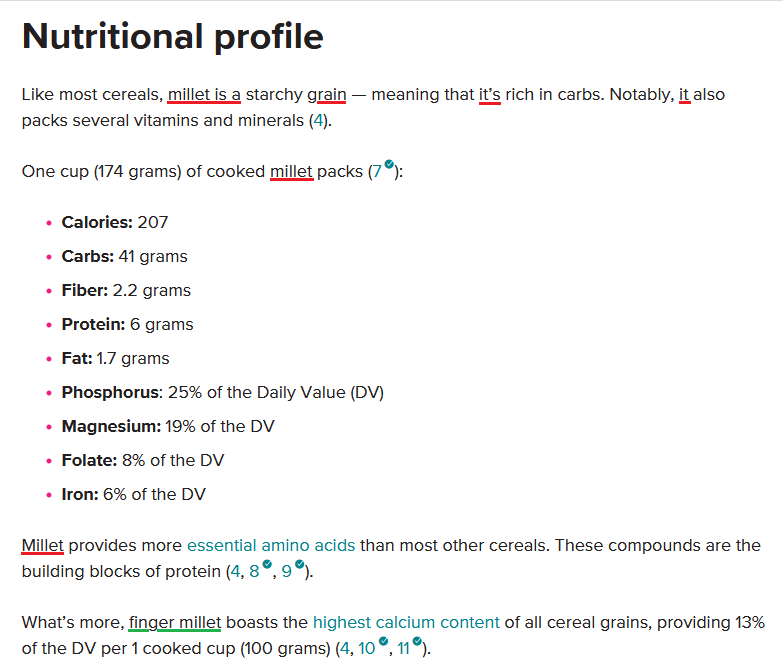 Nutritional profile
Like most cereals, millet is a starchy grain — meaning that it’s rich in carbs. Notably, it also
packs several vitamins and minerals (4).
One cup (174 grams) of cooked millet packs (7):
• Calories: 207
• Carbs: 41 grams
• Fiber: 2.2 grams
• Protein: 6 grams
• Fat: 1.7 grams
• Phosphorus: 25% of the Daily Value (DV)
• Magnesium: 19% of the DV
• Folate: 8% of the DV
• Iron: 6% of the DV
Millet provides more essential amino acids than most other cereals. These compounds are the
building blocks of protein (4, 8, 9).
What’s more, finger millet boasts the highest calcium content of all cereal grains, providing 13%
of the DV per 1 cooked cup (100 grams) (4, 10, 11).